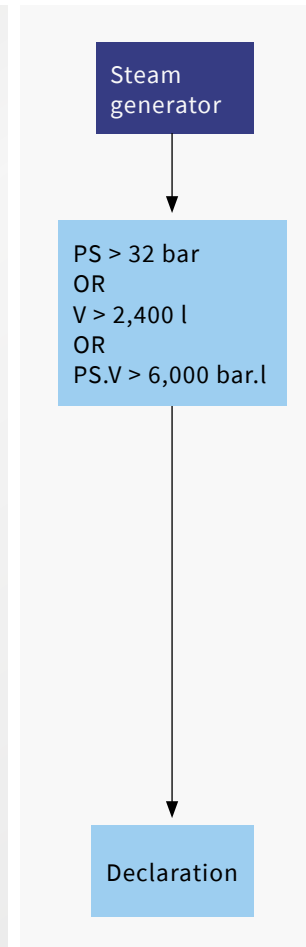 Steam
generator
PS > 32 bar
OR
V > 2,400 l
OR
PS.V > 6,000 bar.l
Declaration